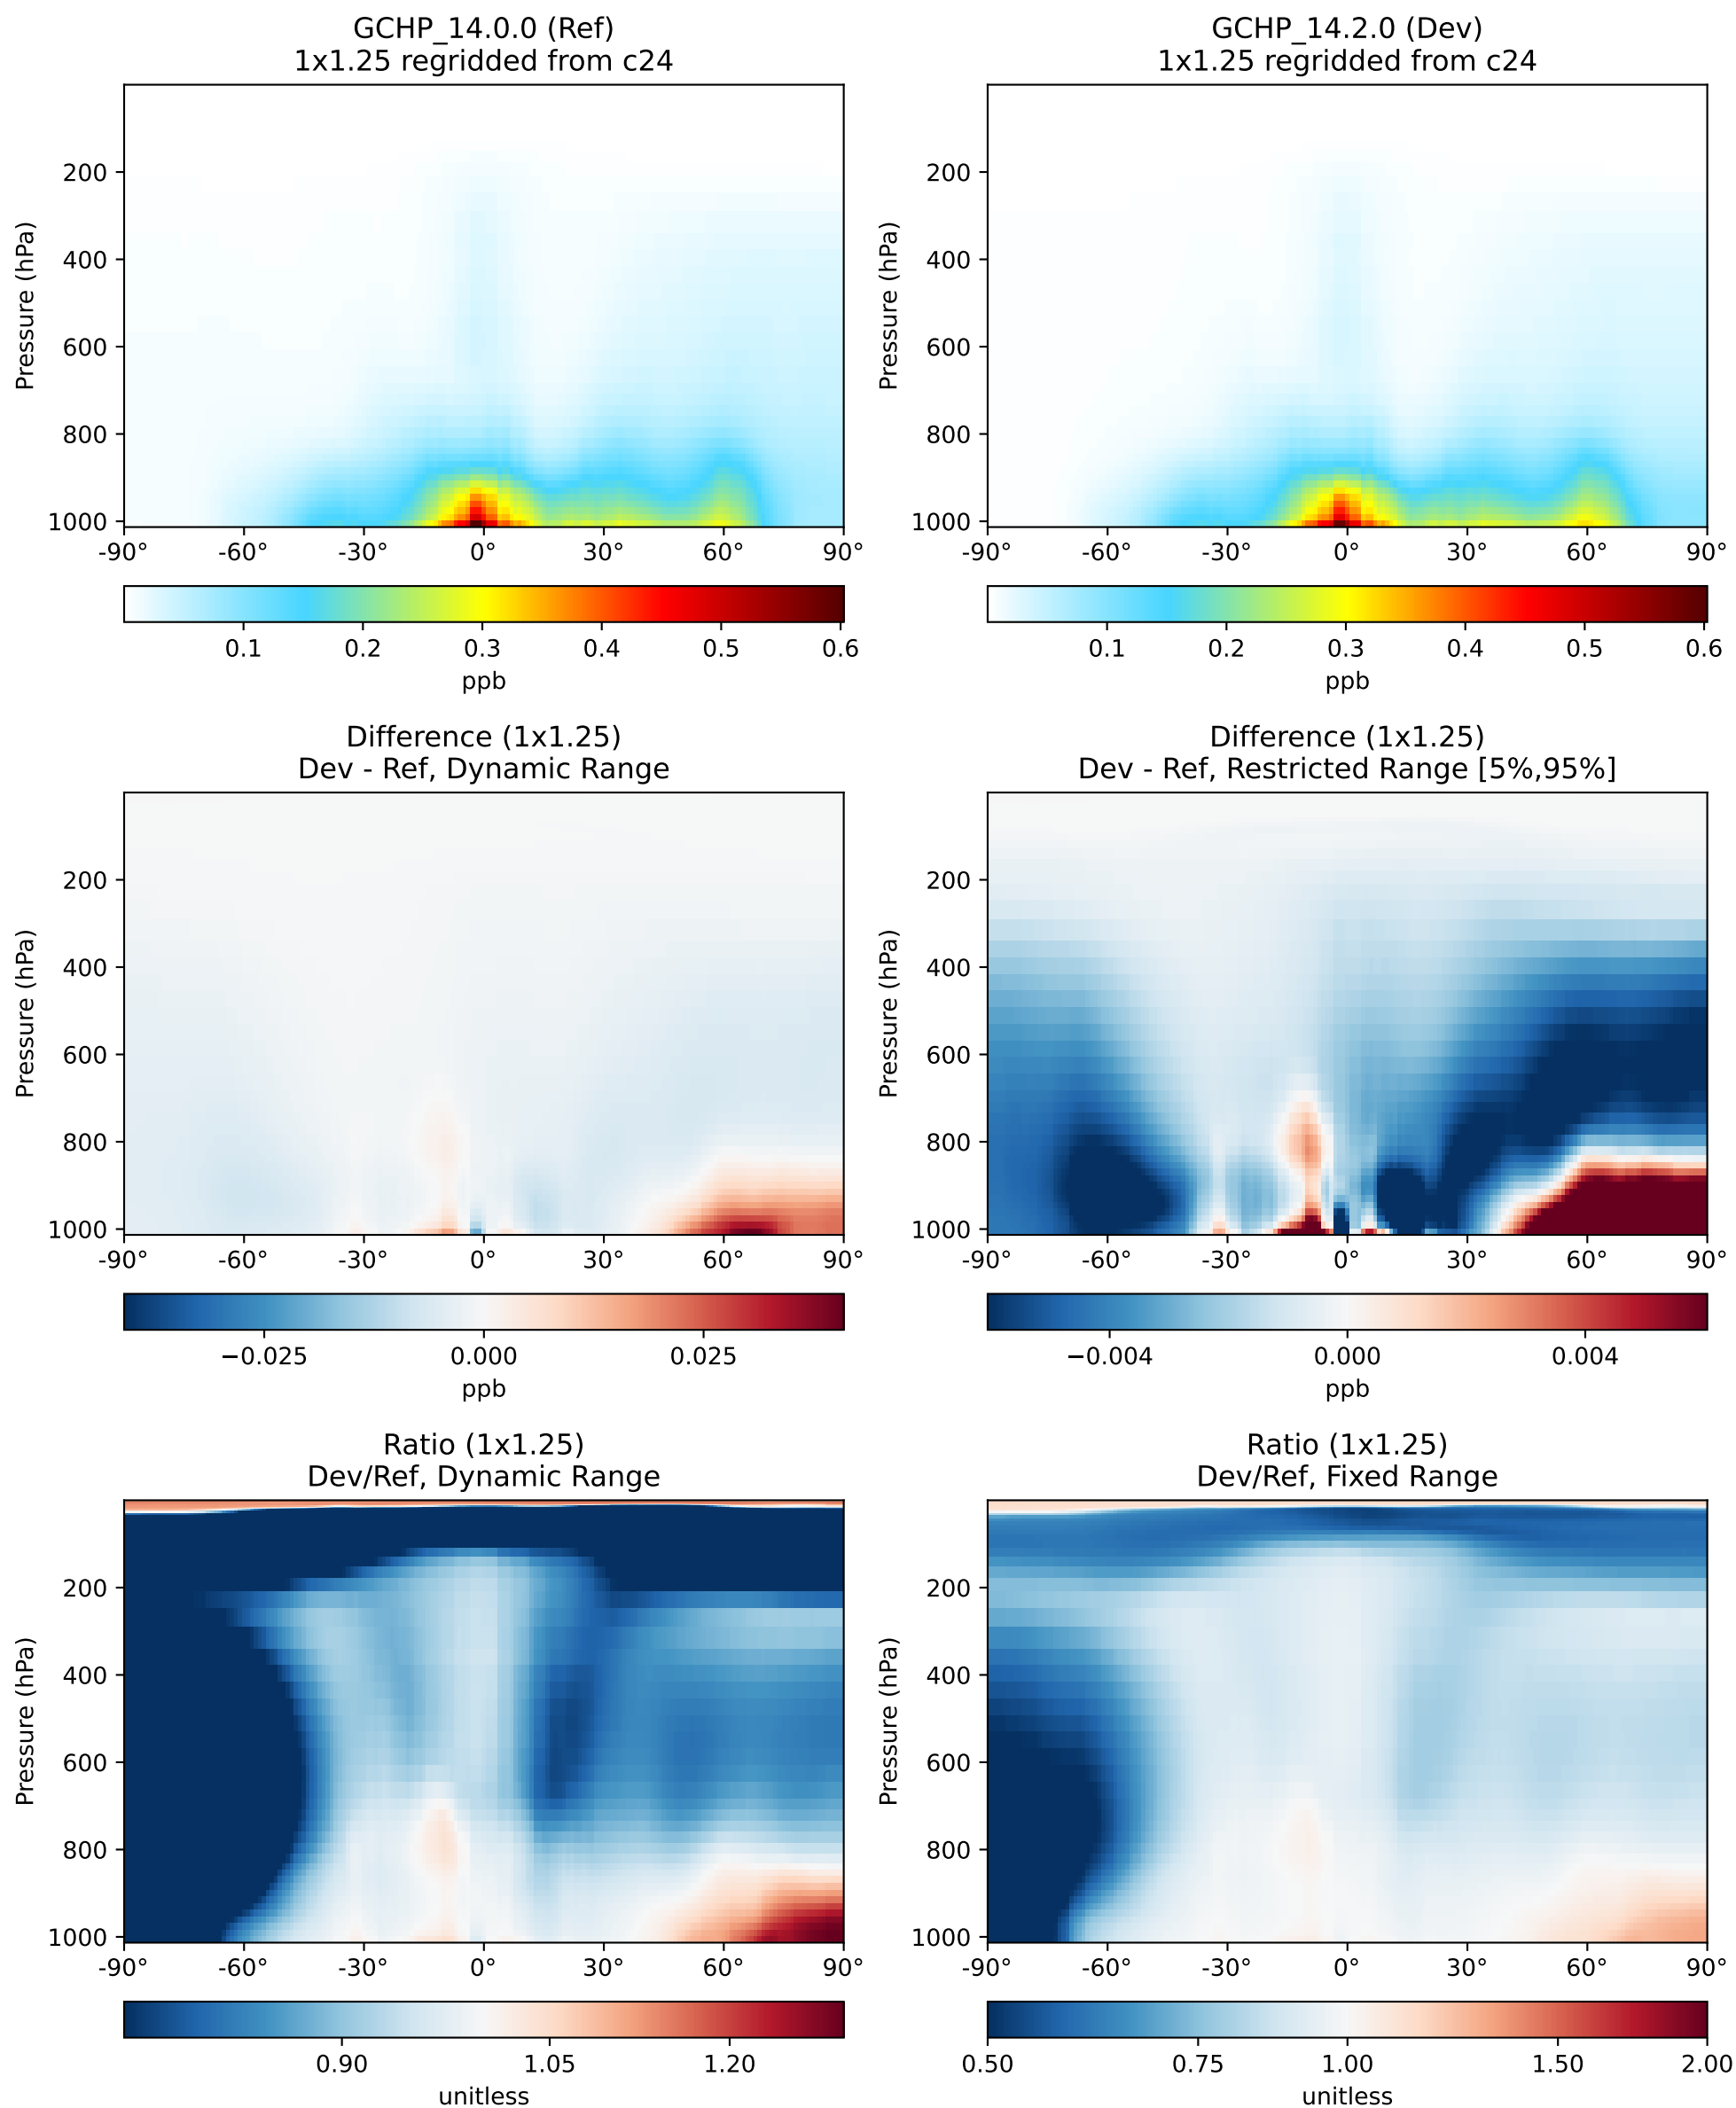 GCHP_14.0.0 (Ref)
1x1.25 regridded from c24
GCHP_14.2.0 (Dev)
1x1.25 regridded from c24
Pressure (hPa)
200
400
600
800
1000
-90° -60° -30° 0° 30° 60° 90°
0.1 0.2 0.3 0.4 0.5 0.6
ppb
Pressure (hPa)
200
400
600
800
1000
-90° -60° -30° 0° 30° 60° 90°
0.1 0.2 0.3 0.4 0.5 0.6
ppb
Difference (1x1.25)
Dev - Ref, Dynamic Range
Difference (1x1.25)
Dev - Ref, Restricted Range [5%,95%]
Pressure (hPa)
200
400
600
800
1000
-90° -60° -30° 0° 30° 60° 90°
−0.025 0.000 0.025
ppb
Pressure (hPa)
200
400
600
800
1000
-90° -60° -30° 0° 30° 60° 90°
−0.004 0.000 0.004
ppb
Ratio (1x1.25)
Dev/Ref, Dynamic Range
Ratio (1x1.25)
Dev/Ref, Fixed Range
Pressure (hPa)
200
400
600
800
1000
-90° -60° -30° 0° 30° 60° 90°
0.90 1.05 1.20
unitless
Pressure (hPa)
200
400
600
800
1000
-90° -60° -30° 0° 30° 60° 90°
0.50 0.75 1.00 1.50 2.00
unitless